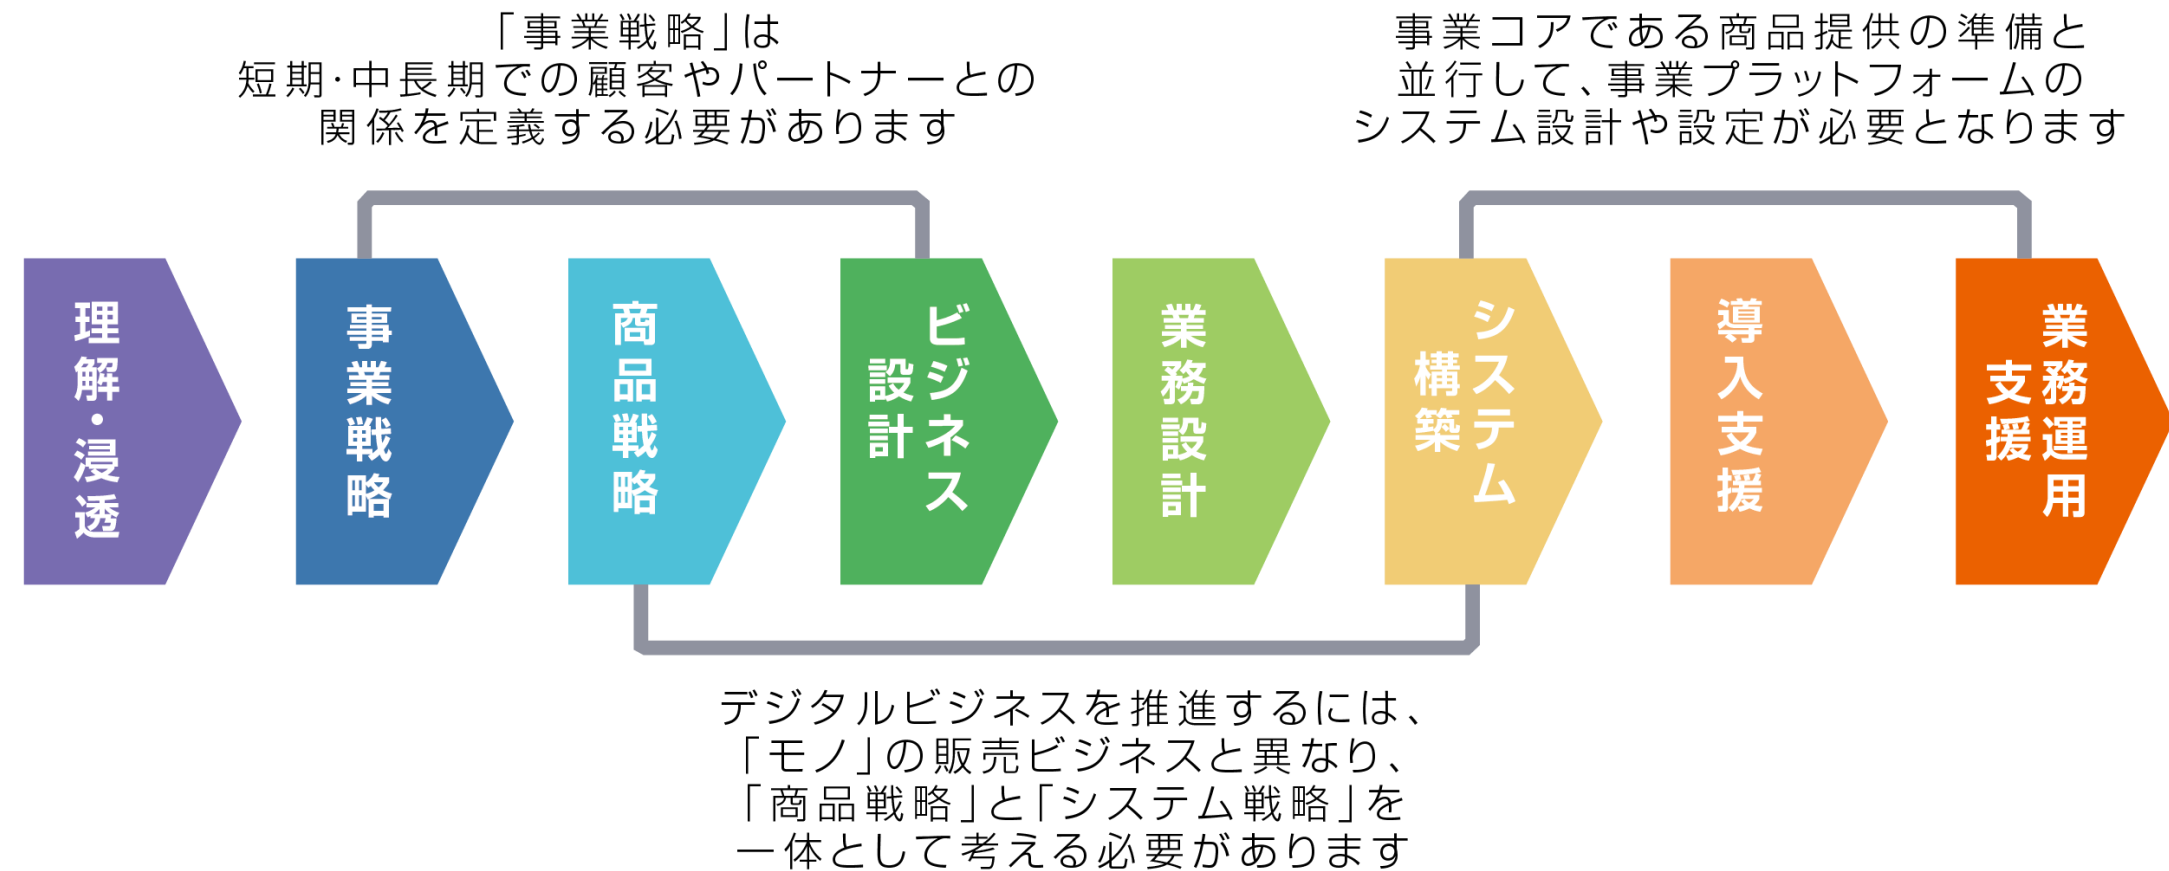 「事業戦略」は
短期・中長期での顧客やパートナーとの
関係を定義する必要があります
事業コアである商品提供の準備と
並行して、事業プラットフォームの
システム設計や設定が必要となります
理解・浸透
事業戦略
商品戦略
ビジネス
設計
業務設計
システム
構築
導入支援
業務運用
支援
デジタルビジネスを推進するには、
「モノ」の販売ビジネスと異なり、
「商品戦略」と「システム戦略」を
一体として考える必要があります